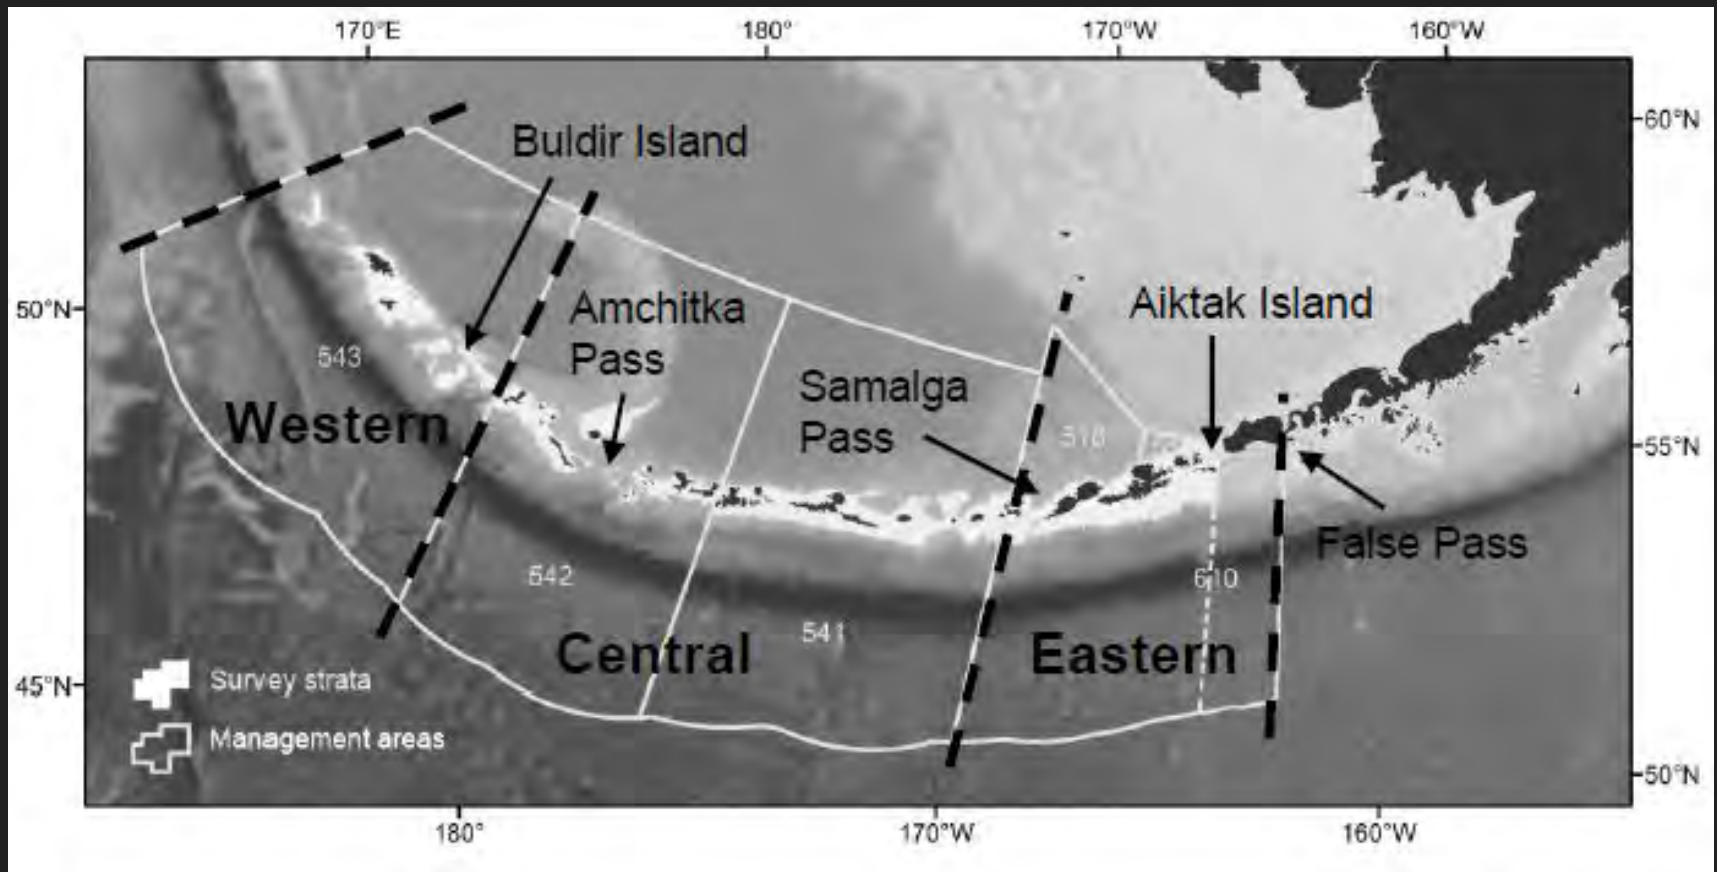 170°E
180°
170°W
160°W
60°N
Buldir Island
Aiktak Island
50°N
Amchitka
Pass
543
Samalga
Pass
Western
518
55°N
False Pass
542
610
541
Central
Eastern
Survey strata
45°N
Management areas
50°N
180°
170°W
160°W